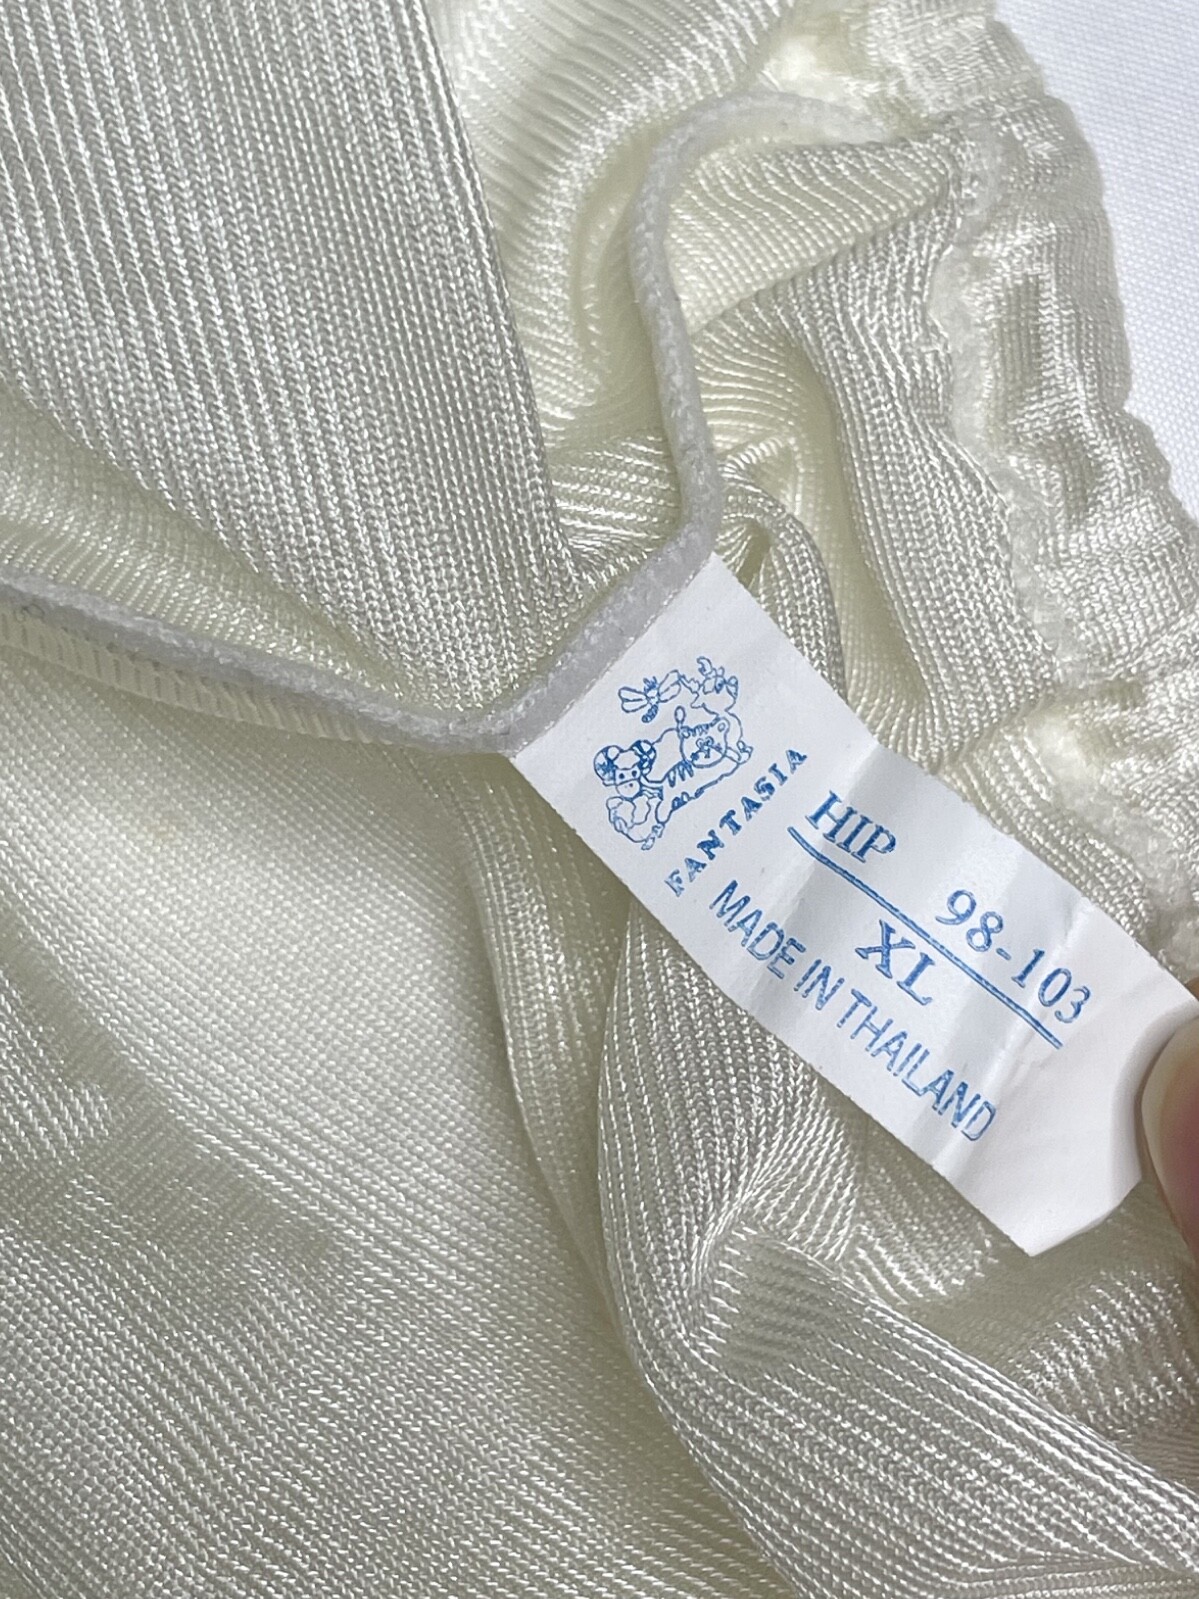 FANTASIA
HIP 98-103
XL
MADE IN THAILAND